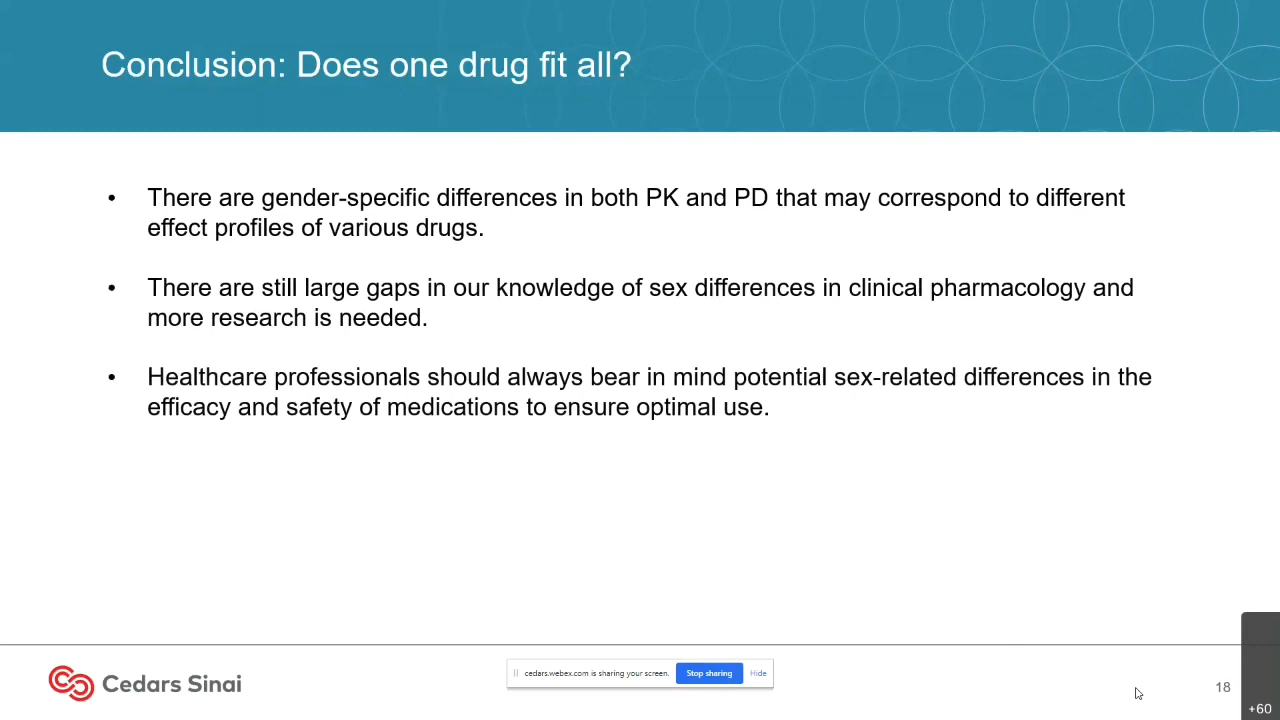 Conclusion: Does one drug fit all?
• There are gender-specific differences in both PK and PD that may correspond to different
effect profiles of various drugs.
• There are still large gaps in our knowledge of sex differences in clinical pharmacology and
more research is needed.
• Healthcare professionals should always bear in mind potential sex-related differences in the
efficacy and safety of medications to ensure optimal use.
Cedars Sinai
cedars.webex.com is sharing your screen. Stop sharing Hide
18
+60